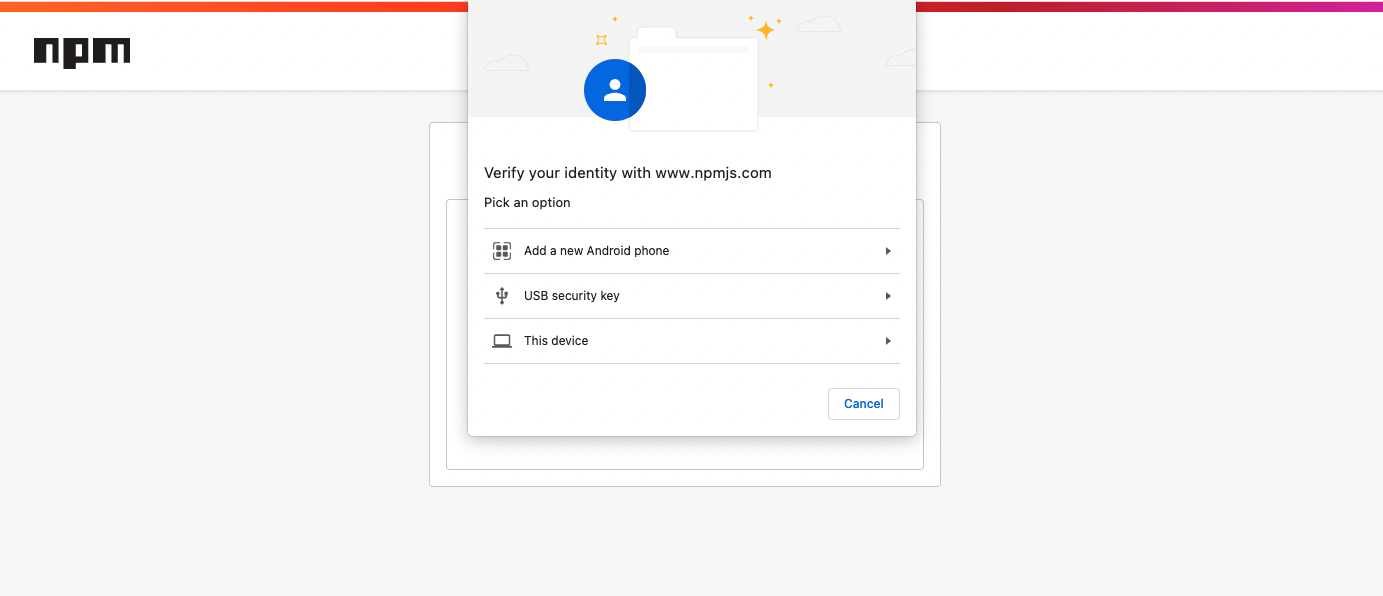 npm
Verify your identity with www.npmjs.com
Pick an option
Add a new Android phone
USB security key
This device
Cancel